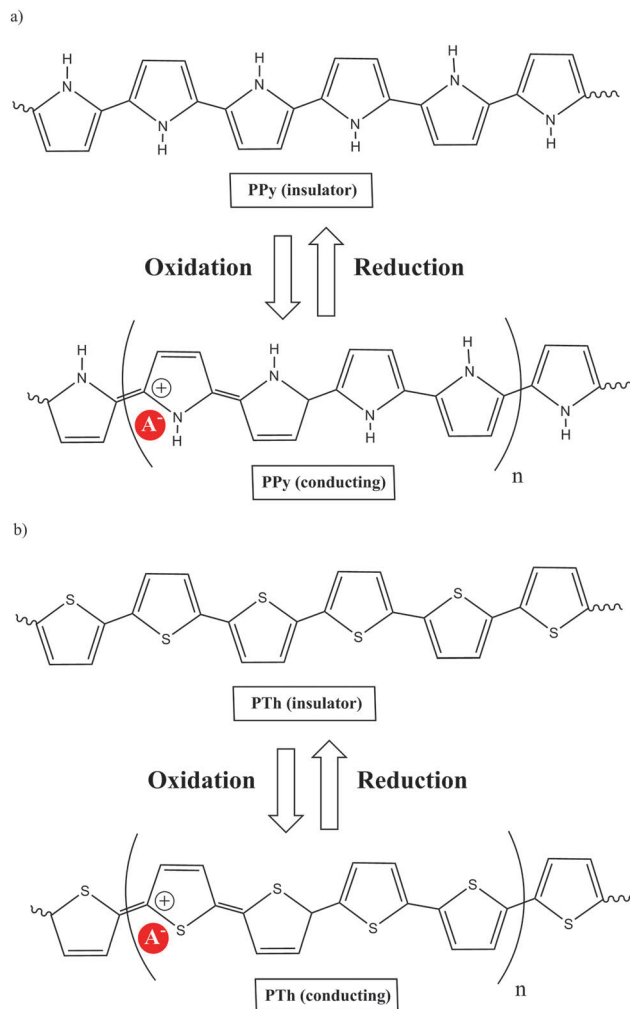 a)
H H H
N N N
N N N
H H H
PPy (insulator)
Oxidation Reduction
H H H
N N N
+
A-
N N N
H H H
PPy (conducting)
n
b)
S S S
S S S
PTh (insulator)
Oxidation Reduction
S S S
+
A-
S S S
PTh (conducting)
n